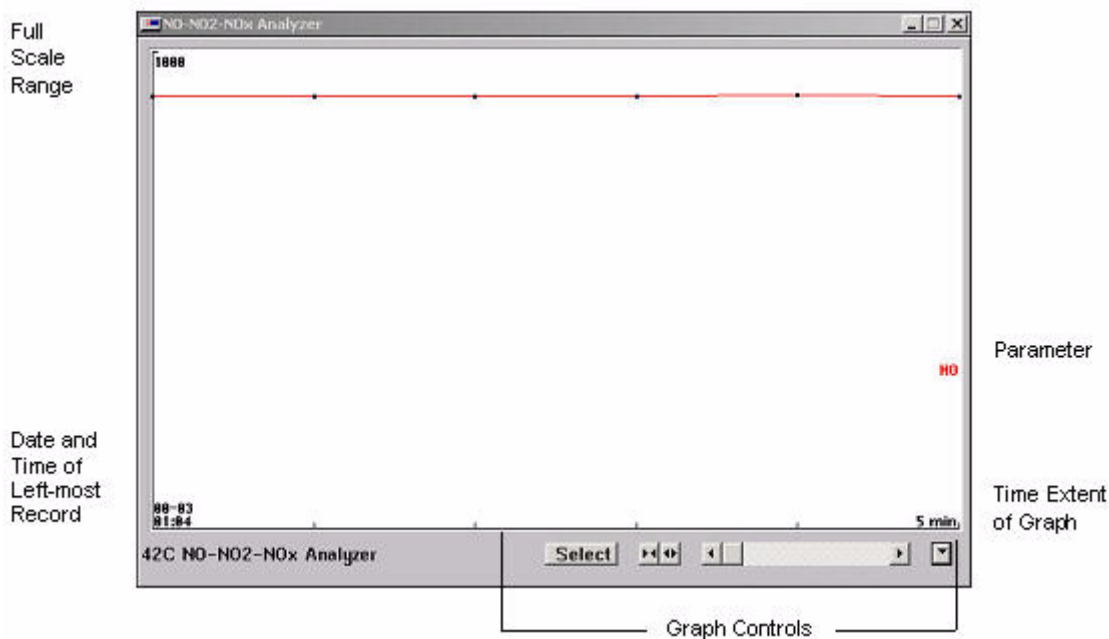 NO-NO2-NOx Analyzer
Full
Scale
Range
1000
Parameter
NO
Date and
Time of
Left-most
Record
08-03
01:04
5 min
Time Extent
of Graph
42C NO-NO2-NOx Analyzer
Select
Graph Controls